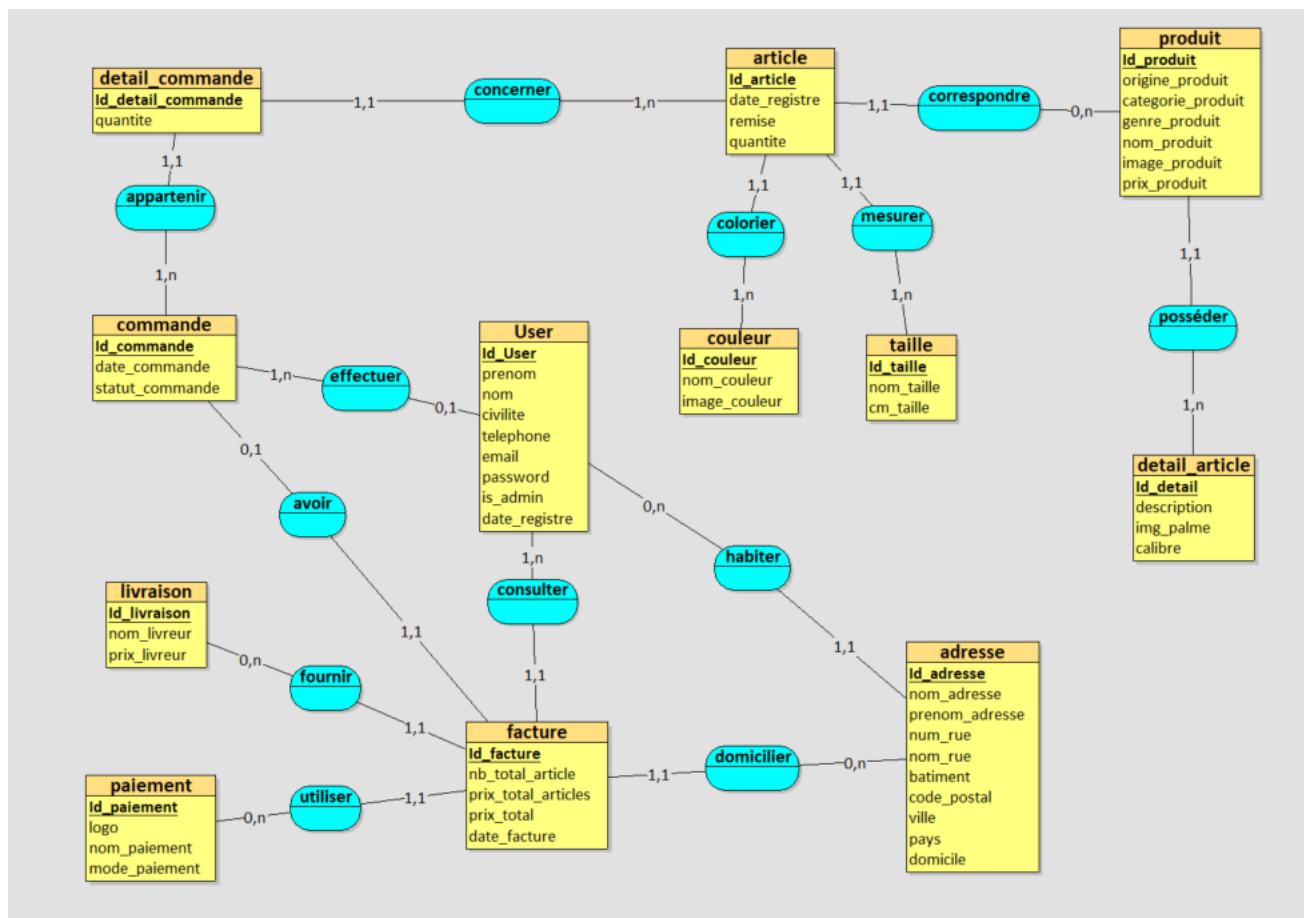 detail_commande
Id_detail_commande
quantite
1,1
concerner
1,n
article
Id_article
date_registre
remise
quantite
1,1
correspondre
0,n
produit
Id_produit
origine_produit
categorie_produit
genre_produit
nom_produit
image_produit
prix_produit
1,1
appartenir
1,n
1,1
colorier
1,n
1,1
mesurer
1,n
1,1
posséder
1,n
commande
Id_commande
date_commande
statut_commande
1,n
effectuer
0,1
User
Id_User
prenom
nom
civilite
telephone
email
password
is_admin
date_registre
couleur
Id_couleur
nom_couleur
image_couleur
taille
Id_taille
nom_taille
cm_taille
detail_article
Id_detail
description
img_palme
calibre
0,1
avoir
1,1
1,n
consulter
1,1
0,n
habiter
1,1
livraison
Id_livraison
nom_livreur
prix_livreur
0,n
fournir
1,1
paiement
Id_paiement
logo
nom_paiement
mode_paiement
0,n
utiliser
1,1
facture
Id_facture
nb_total_article
prix_total_articles
prix_total
date_facture
1,1
domicilier
0,n
adresse
Id_adresse
nom_adresse
prenom_adresse
num_rue
nom_rue
batiment
code_postal
ville
pays
domicile